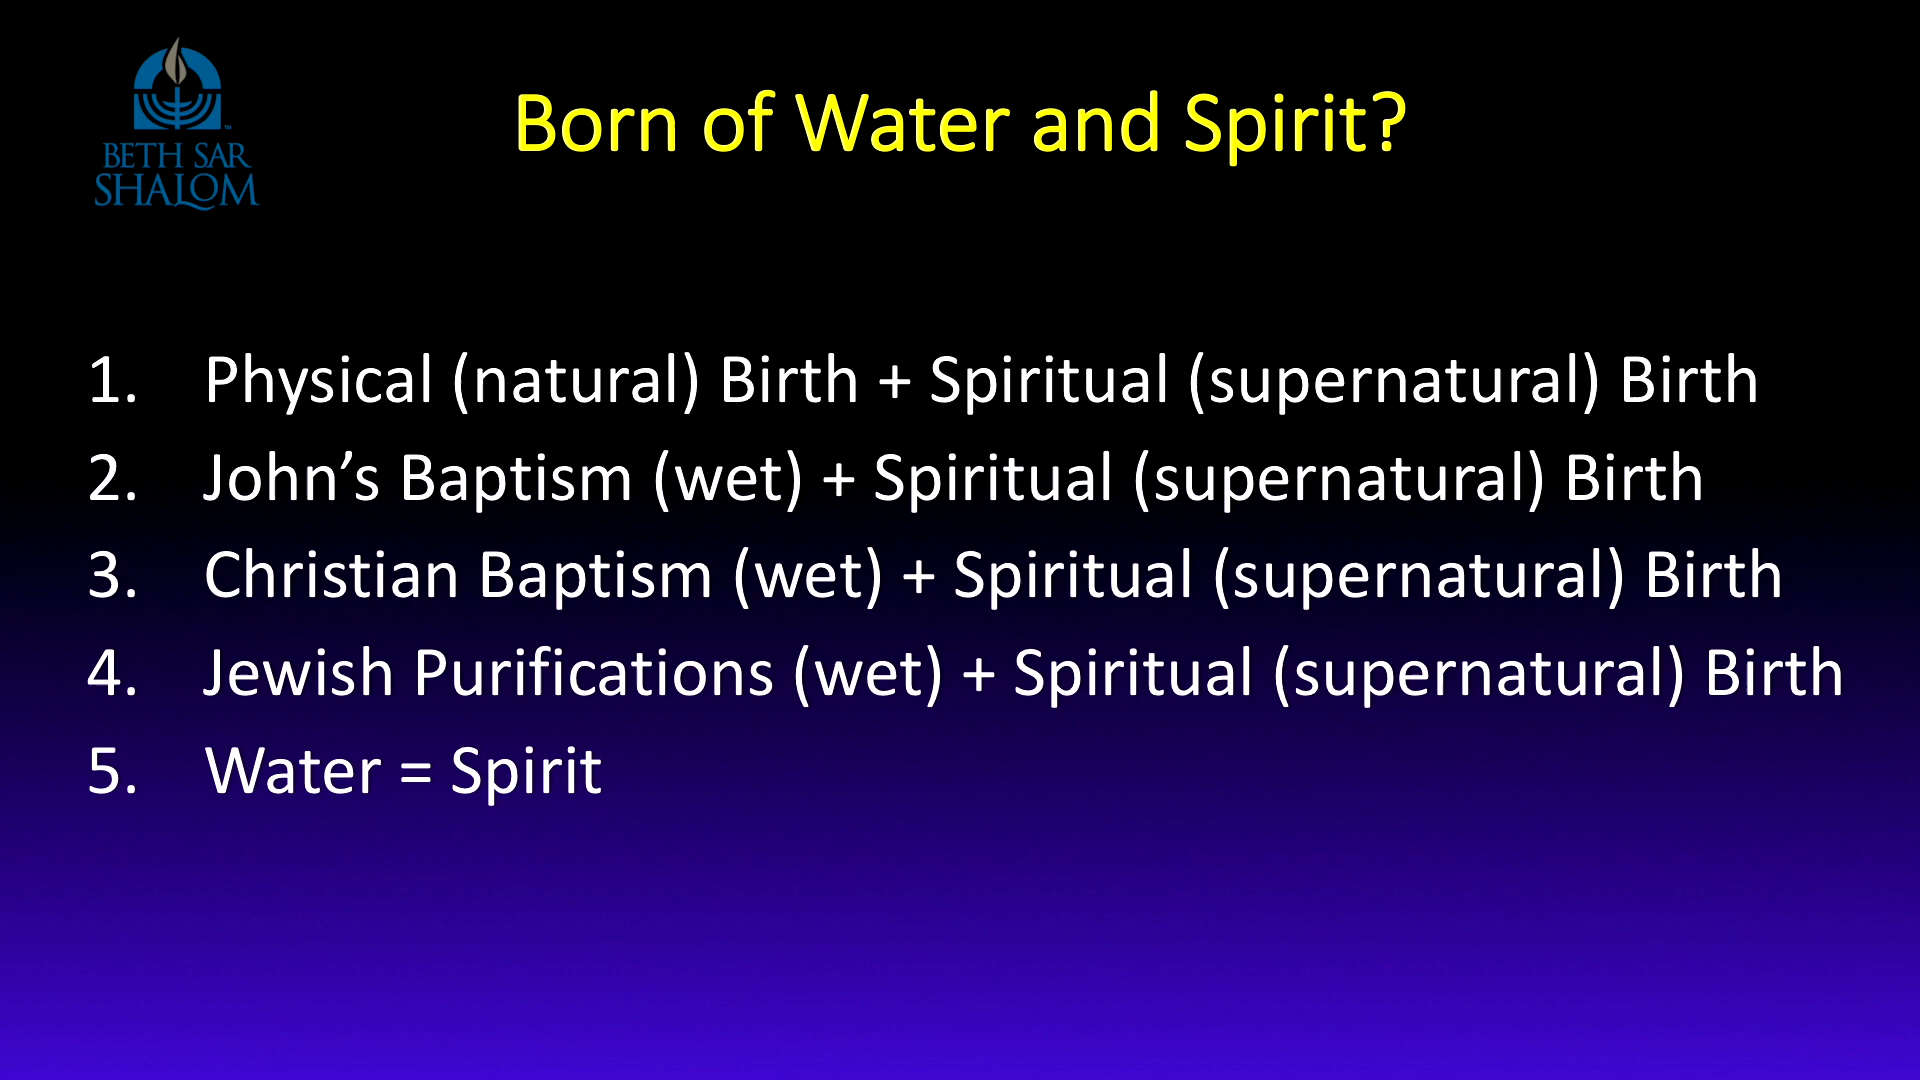 BETH SAR
SHALOM
Born of Water and Spirit?
1. Physical (natural) Birth + Spiritual (supernatural) Birth
2. John’s Baptism (wet) + Spiritual (supernatural) Birth
3. Christian Baptism (wet) + Spiritual (supernatural) Birth
4. Jewish Purifications (wet) + Spiritual (supernatural) Birth
5. Water = Spirit